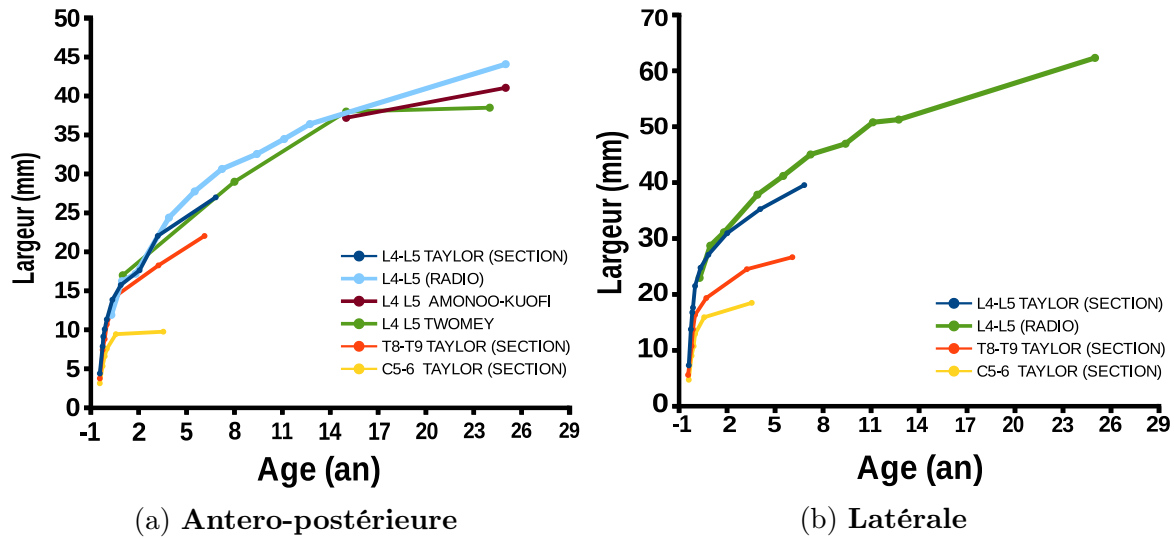 50
45
40
35
30
25
20
15
10
5
0
Largeur (mm)
-1 2 5 8 11 14 17 20 23 26 29
Age (an)
L4-L5 TAYLOR (SECTION)
L4-L5 (RADIO)
L4 L5 AMONOO-KUOFI
L4 L5 TWOMEY
T8-T9 TAYLOR (SECTION)
C5-6 TAYLOR (SECTION)
(a) Antero-postérieure
70
60
50
40
30
20
10
0
Largeur (mm)
-1 2 5 8 11 14 17 20 23 26 29
Age (an)
L4-L5 TAYLOR (SECTION)
L4-L5 (RADIO)
T8-T9 TAYLOR (SECTION)
C5-6 TAYLOR (SECTION)
(b) Latérale